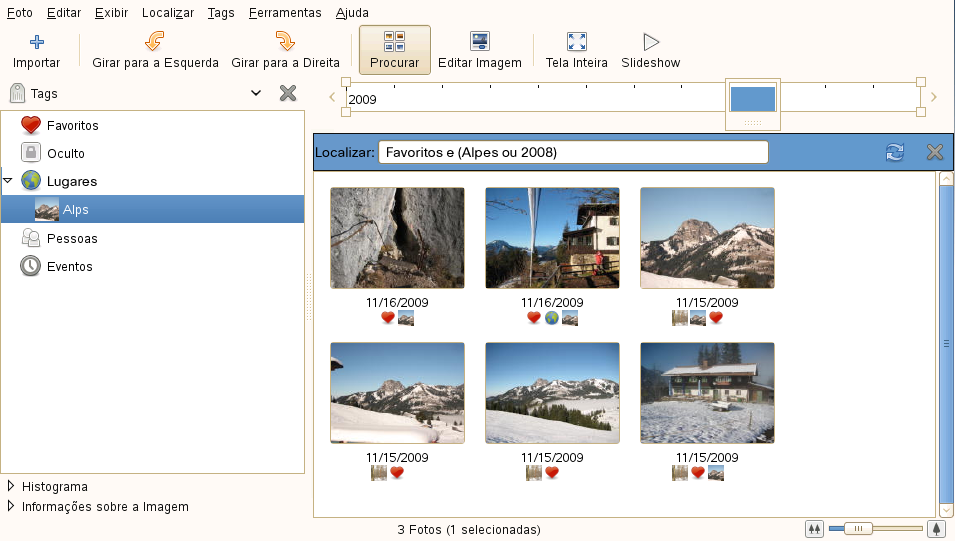 Foto Editar Exibir Localizar Tags Ferramentas Ajuda
Importar Girar para a Esquerda Girar para a Direita Procurar Editar Imagem Tela Inteira Slideshow
Tags
2009
Favoritos
Oculto
Lugares
Alps
Pessoas
Eventos
Histograma
Informações sobre a Imagem
Localizar: Favoritos e (Alpes ou 2008)
11/16/2009 11/16/2009 11/15/2009
11/15/2009 11/15/2009 11/15/2009
3 Fotos (1 selecionadas)